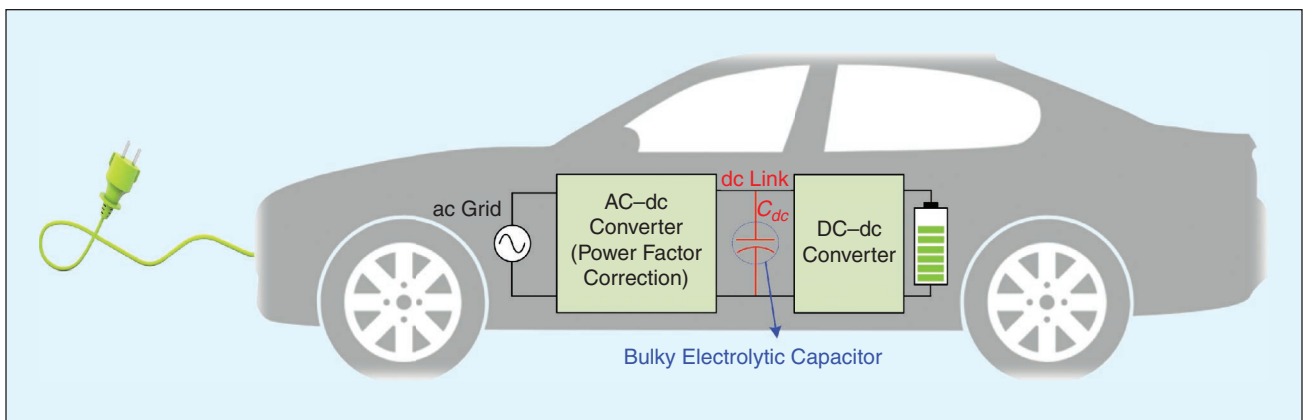 ac Grid
AC–dc
Converter
(Power Factor
Correction)
dc Link
C_dc
DC–dc
Converter
Bulky Electrolytic Capacitor